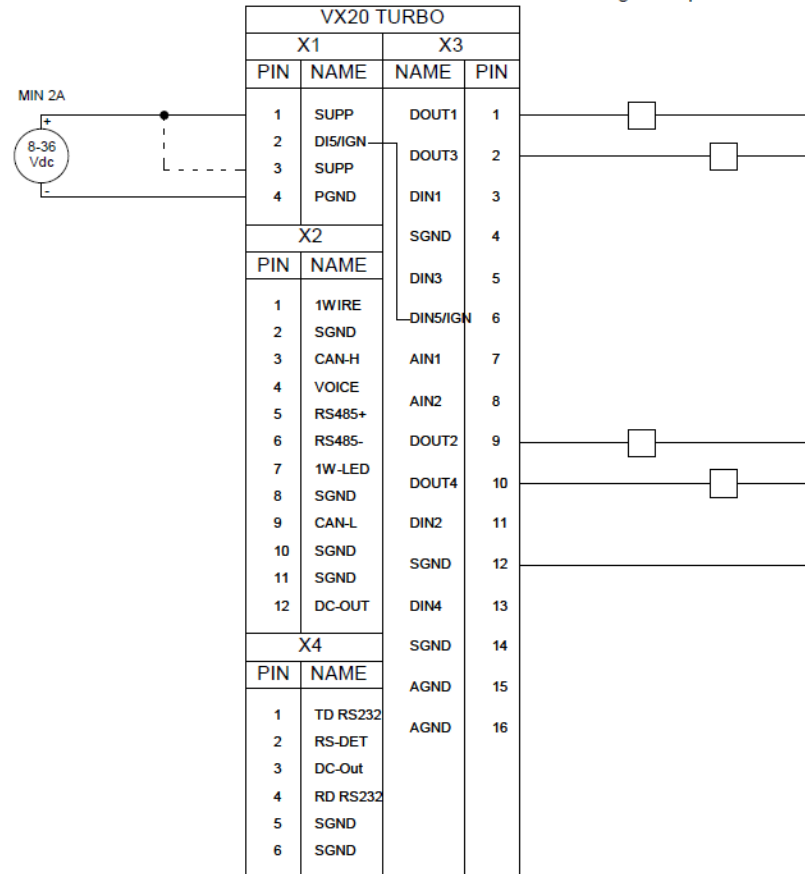 VX20 TURBO
X1 X3
PIN NAME NAME PIN
MIN 2A
+
8-36
Vdc
-
1 SUPP
2 DI5/IGN
3 SUPP
4 PGND
X2
PIN NAME
1 1WIRE
2 SGND
3 CAN-H
4 VOICE
5 RS485+
6 RS485-
7 1W-LED
8 SGND
9 CAN-L
10 SGND
11 SGND
12 DC-OUT
X4
PIN NAME
1 TD RS232
2 RS-DET
3 DC-Out
4 RD RS232
5 SGND
6 SGND
DOUT1 1
DOUT3 2
DIN1 3
SGND 4
DIN3 5
DIN5/IGN 6
AIN1 7
AIN2 8
DOUT2 9
DOUT4 10
DIN2 11
SGND 12
DIN4 13
SGND 14
AGND 15
AGND 16